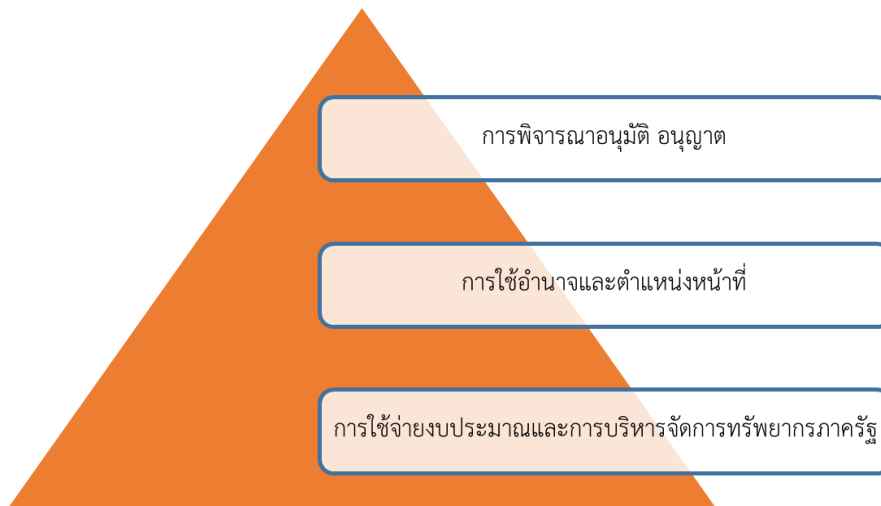 การพิจารณาอนุมัติ อนุญาต
การใช้อำนาจและตำแหน่งหน้าที่
การใช้จ่ายงบประมาณและการบริหารจัดการทรัพยากรภาครัฐ